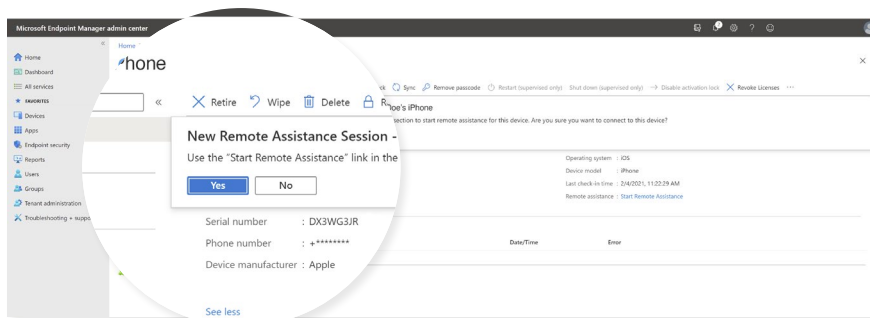 Microsoft Endpoint Manager admin center
Home
Dashboard
All services
FAVORITES
Devices
Apps
Endpoint security
Reports
Users
Groups
Tenant administration
Troubleshooting + suppo
Home
Phone
Retire Wipe Delete R
Sync Remove passcode Restart (supervised only) Shut down (supervised only) Disable activation lock Revoke Licenses ...
New Remote Assistance Session -
oe's iPhone
Use the "Start Remote Assistance" link in the
section to start remote assistance for this device. Are you sure you want to connect to this device?
Yes No
Serial number : DX3WG3JR
Phone number : +********
Device manufacturer : Apple
See less
Operating system : iOS
Device model : iPhone
Last check-in time : 2/4/2021, 11:22:29 AM
Remote assistance : Start Remote Assistance
Date/Time Error